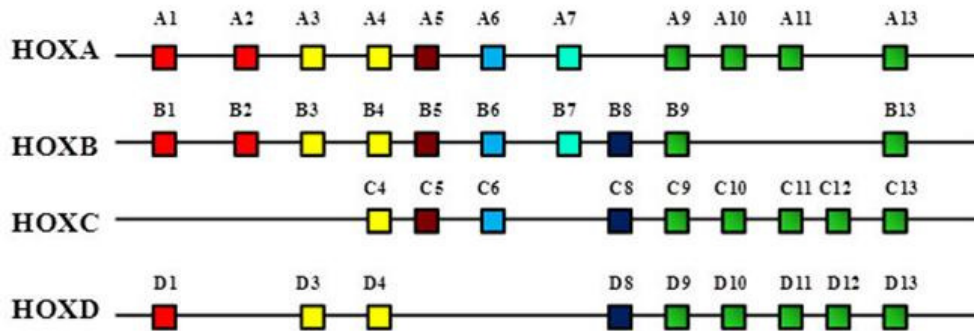 A1 A2 A3 A4 A5 A6 A7 A9 A10 A11 A13
HOXA
B1 B2 B3 B4 B5 B6 B7 B8 B9 B13
HOXB
C4 C5 C6 C8 C9 C10 C11 C12 C13
HOXC
D1 D3 D4 D8 D9 D10 D11 D12 D13
HOXD